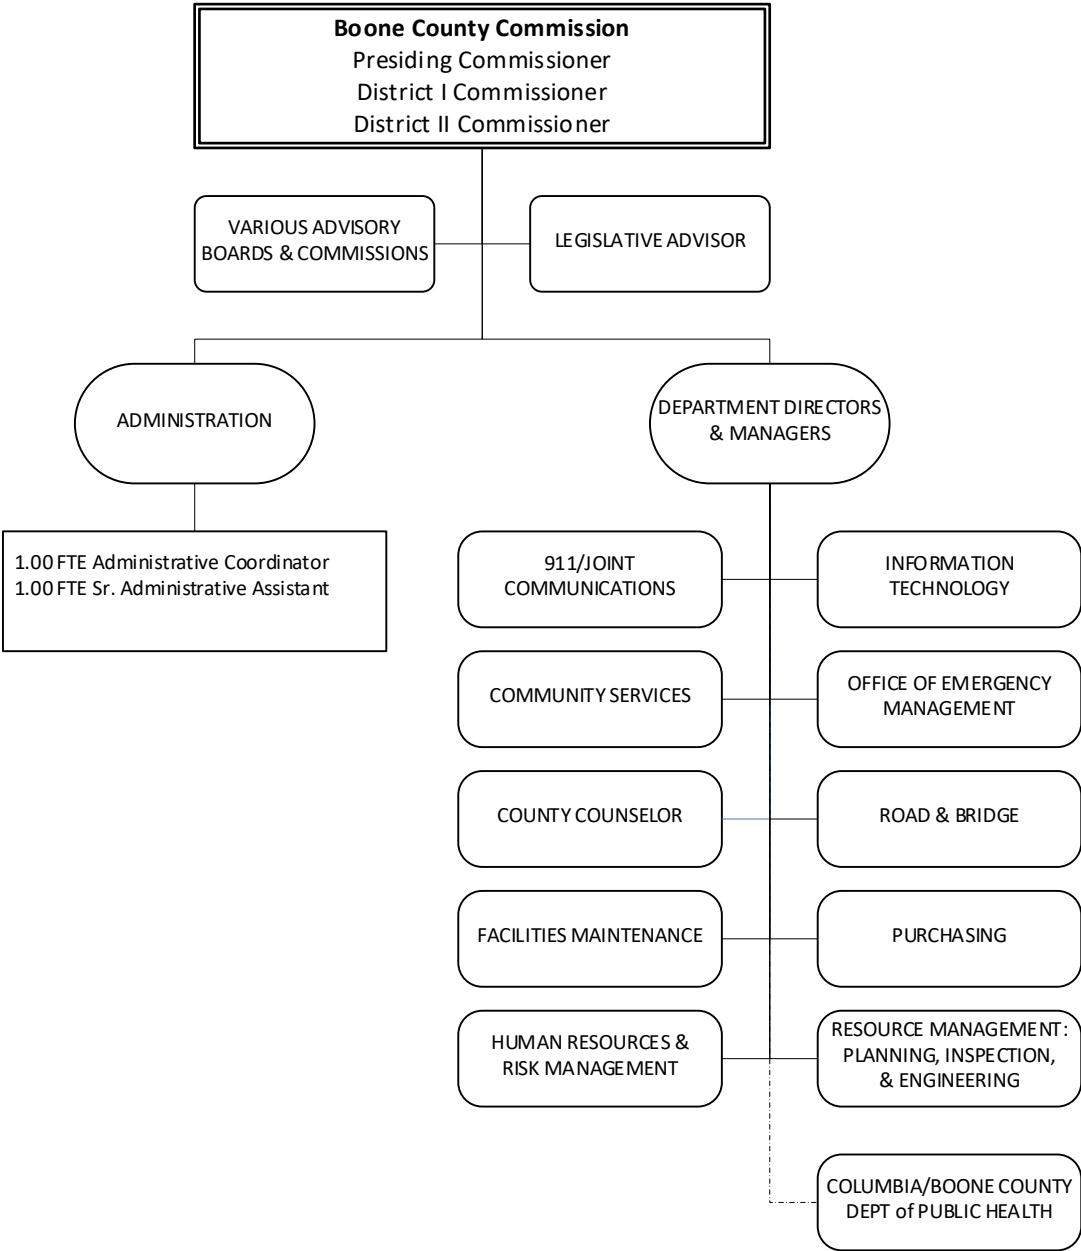 Boone County Commission
Presiding Commissioner
District I Commissioner
District II Commissioner
VARIOUS ADVISORY
BOARDS & COMMISSIONS
LEGISLATIVE ADVISOR
ADMINISTRATION
DEPARTMENT DIRECTORS
& MANAGERS
1.00 FTE Administrative Coordinator
1.00 FTE Sr. Administrative Assistant
911/JOINT
COMMUNICATIONS
INFORMATION
TECHNOLOGY
COMMUNITY SERVICES
OFFICE OF EMERGENCY
MANAGEMENT
COUNTY COUNSELOR
ROAD & BRIDGE
FACILITIES MAINTENANCE
PURCHASING
HUMAN RESOURCES &
RISK MANAGEMENT
RESOURCE MANAGEMENT:
PLANNING, INSPECTION,
& ENGINEERING
COLUMBIA/BOONE COUNTY
DEPT of PUBLIC HEALTH